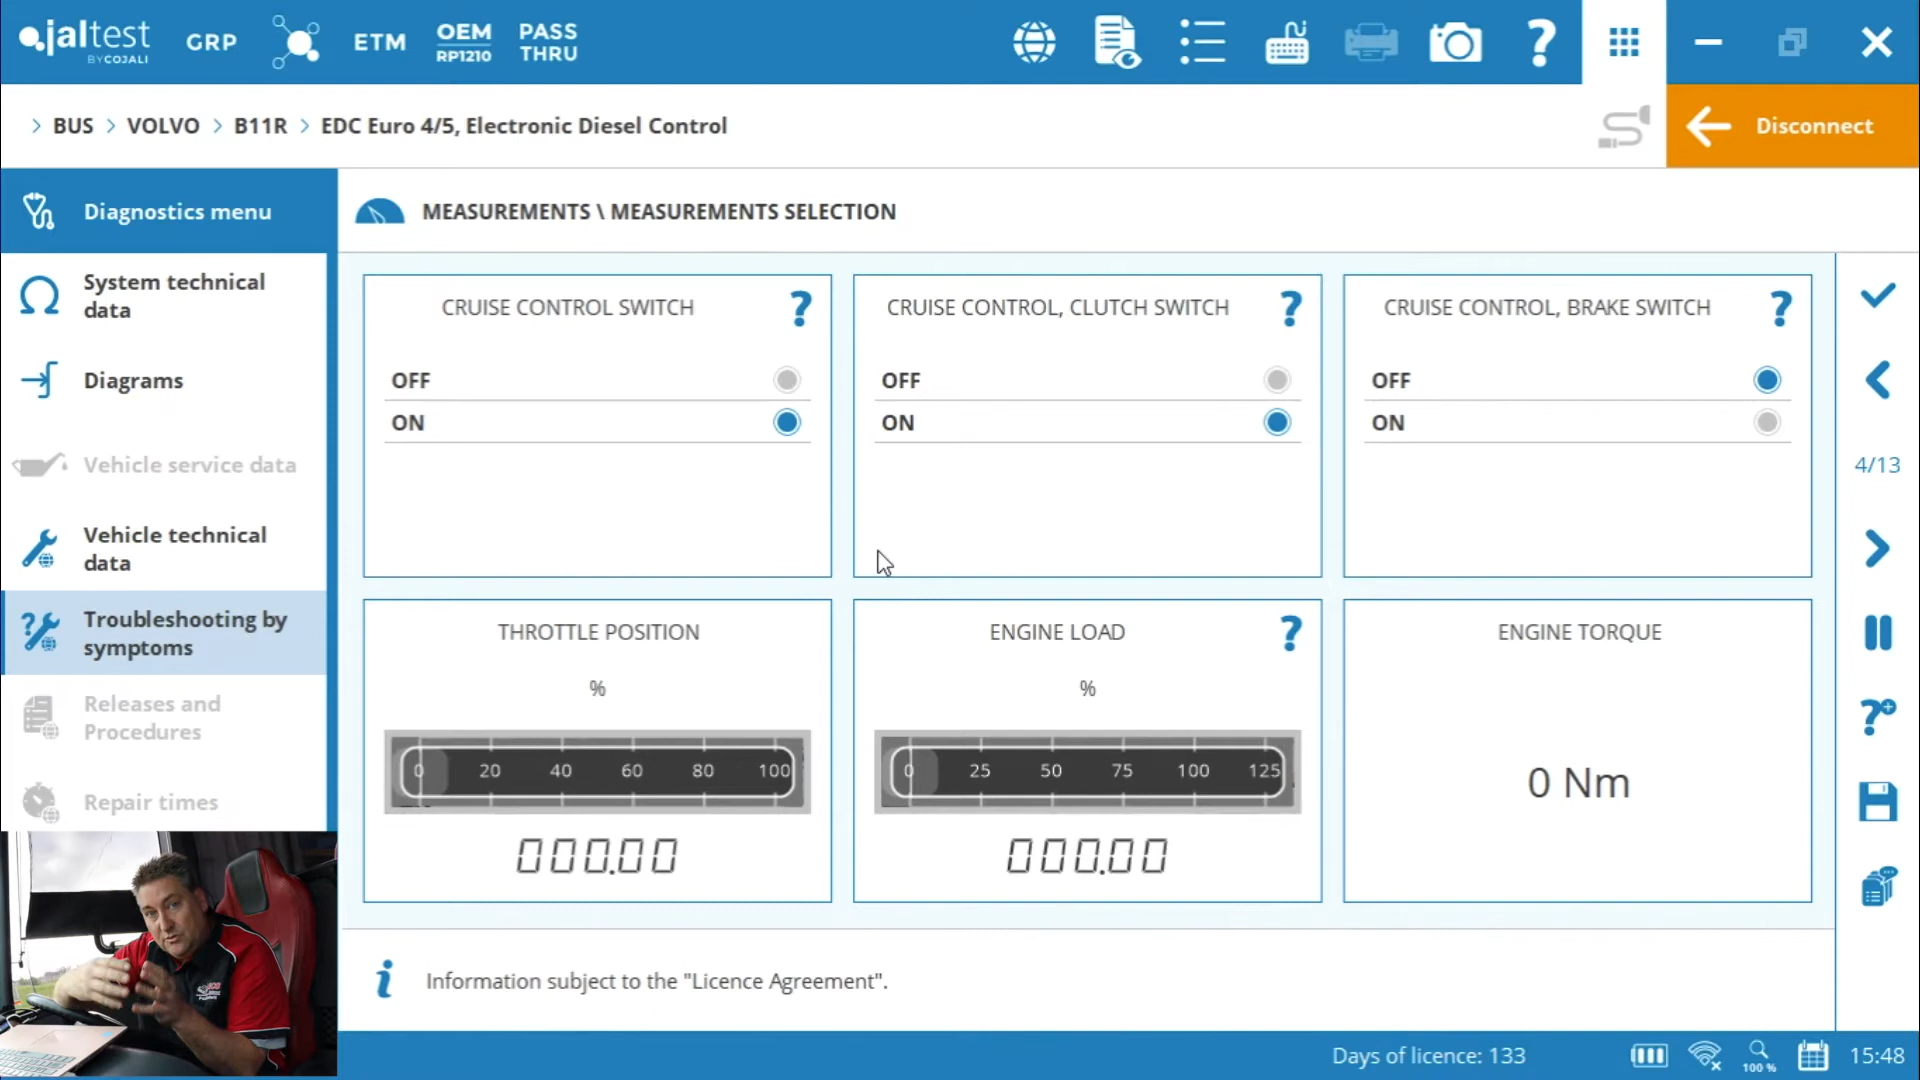 jaltest
BY COJALI
GRP
ETM
OEM
RP1210
PASS
THRU
BUS
VOLVO
B11R
EDC Euro 4/5, Electronic Diesel Control
Disconnect
Diagnostics menu
System technical
data
Diagrams
Vehicle service data
Vehicle technical
data
Troubleshooting by
symptoms
Releases and
Procedures
Repair times
MEASUREMENTS \ MEASUREMENTS SELECTION
CRUISE CONTROL SWITCH
OFF
ON
CRUISE CONTROL, CLUTCH SWITCH
OFF
ON
CRUISE CONTROL, BRAKE SWITCH
OFF
ON
4/13
THROTTLE POSITION
%
0 20 40 60 80 100
000.00
ENGINE LOAD
%
0 25 50 75 100 125
000.00
ENGINE TORQUE
0 Nm
Information subject to the "Licence Agreement".
Days of licence: 133
100 %
15:48